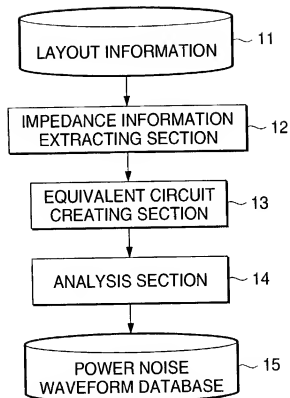 LAYOUT INFORMATION
11
IMPEDANCE INFORMATION
EXTRACTING SECTION
12
EQUIVALENT CIRCUIT
CREATING SECTION
13
ANALYSIS SECTION
14
POWER NOISE
WAVEFORM DATABASE
15